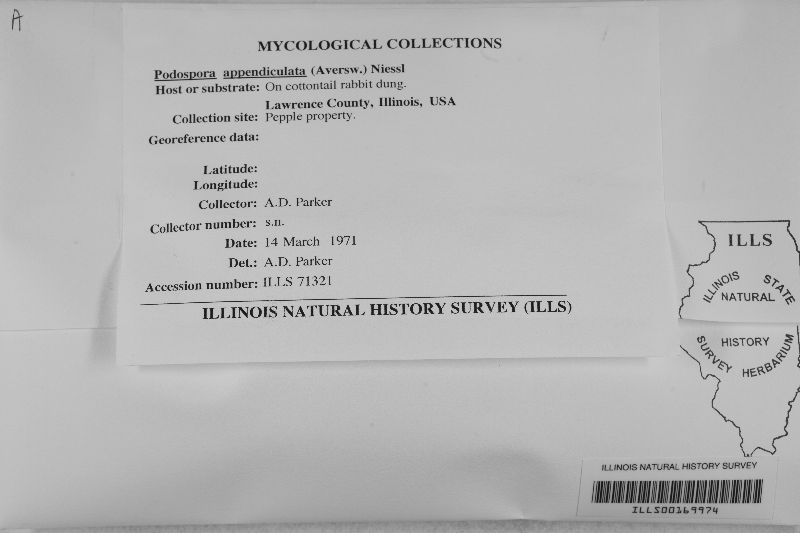 A
MYCOLOGICAL COLLECTIONS
Podospora appendiculata (Aversw.) Niessl
Host or substrate: On cottontail rabbit dung.
Lawrence County, Illinois, USA
Collection site: Pepple property.
Georeference data:
Latitude:
Longitude:
Collector: A.D. Parker
Collector number: s.n.
Date: 14 March 1971
Det.: A.D. Parker
Accession number: ILLS 71321
ILLINOIS NATURAL HISTORY SURVEY (ILLS)
ILLS
ILLINOIS STATE
NATURAL
HISTORY
SURVEY HERBARIUM
ILLINOIS NATURAL HISTORY SURVEY
ILLS00169974